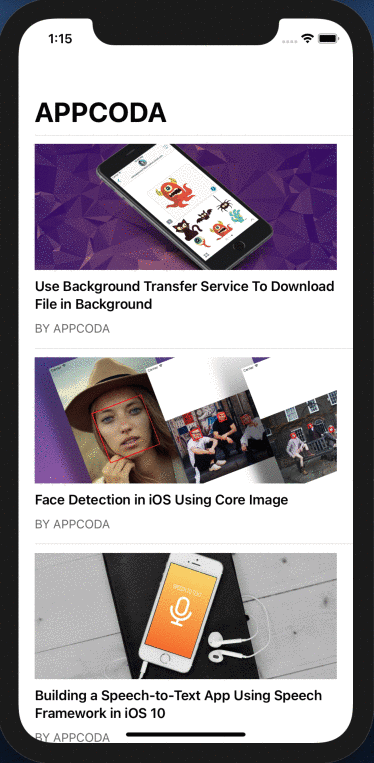 1:15
APPCODA
Use Background Transfer Service To Download
File in Background
BY APPCODA
Face Detection in iOS Using Core Image
BY APPCODA
Building a Speech-to-Text App Using Speech
Framework in iOS 10
BY APPCODA